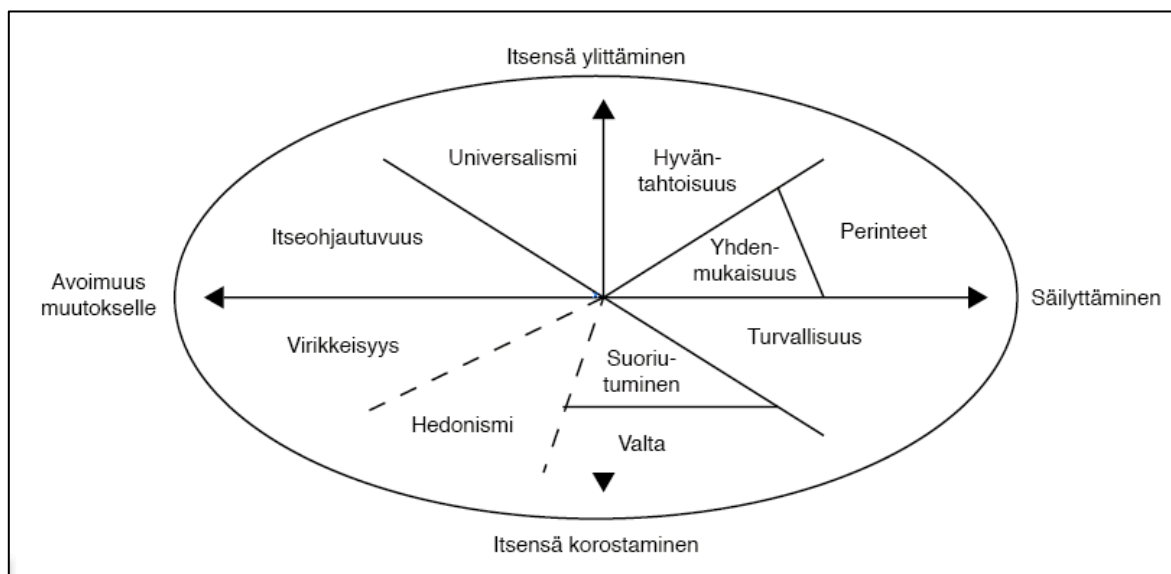 Itsensä ylittäminen
Universalismi
Hyvän-
tahtoisuus
Itseohjautuvuus
Yhden-
mukaisuus
Perinteet
Avoimuus
muutokselle
Säilyttäminen
Virikkeisyys
Turvallisuus
Suoriu-
tuminen
Hedonismi
Valta
Itsensä korostaminen